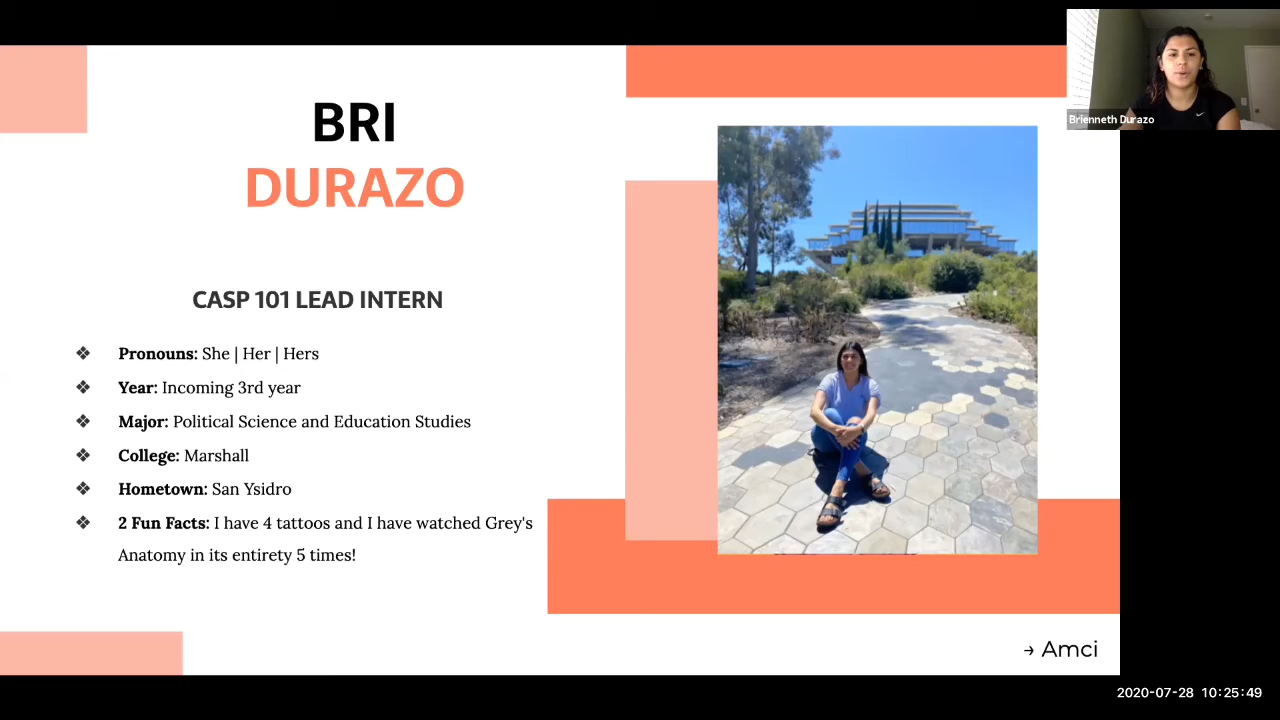 Brienneth Durazo
BRI
DURAZO
CASP 101 LEAD INTERN
❖ Pronouns: She | Her | Hers
❖ Year: Incoming 3rd year
❖ Major: Political Science and Education Studies
❖ College: Marshall
❖ Hometown: San Ysidro
❖ 2 Fun Facts: I have 4 tattoos and I have watched Grey's
Anatomy in its entirety 5 times!
→ Amci
2020-07-28 10:25:49